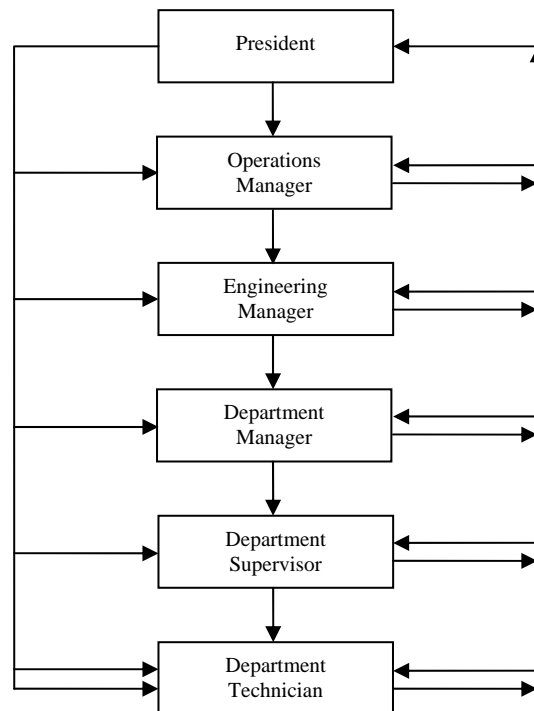 President
Operations
Manager
Engineering
Manager
Department
Manager
Department
Supervisor
Department
Technician